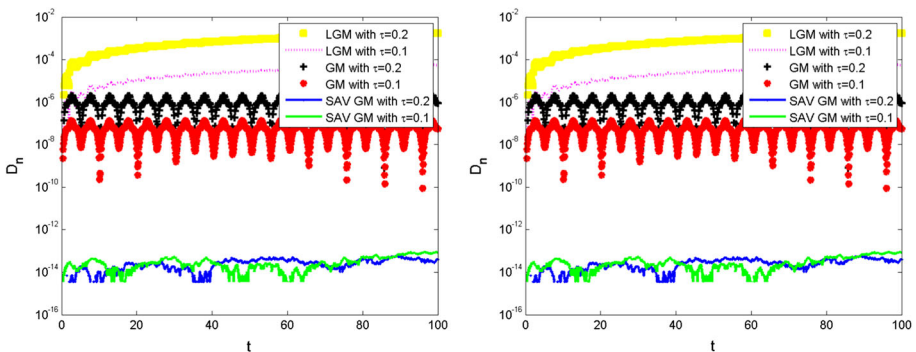 10^-2
10^-4
10^-6
10^-8
10^-10
10^-12
10^-14
10^-16
D_n
0 20 40 60 80 100
t
LGM with τ=0.2
LGM with τ=0.1
GM with τ=0.2
GM with τ=0.1
SAV GM with τ=0.2
SAV GM with τ=0.1
10^-2
10^-4
10^-6
10^-8
10^-10
10^-12
10^-14
10^-16
D_n
0 20 40 60 80 100
t
LGM with τ=0.2
LGM with τ=0.1
GM with τ=0.2
GM with τ=0.1
SAV GM with τ=0.2
SAV GM with τ=0.1